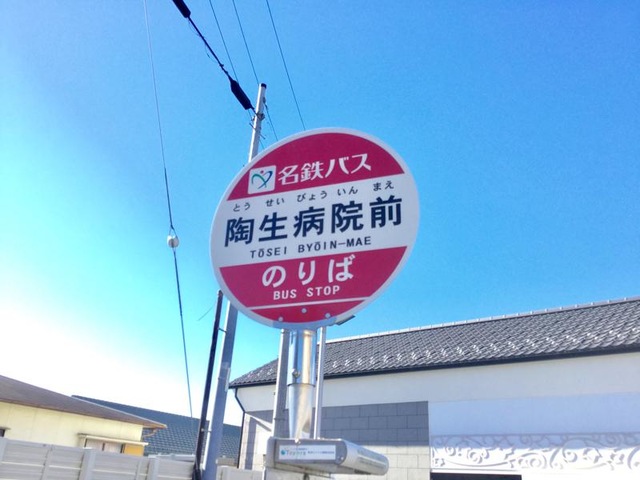 名鉄バス
とう せい びょう いん まえ
陶生病院前
TŌSEI BYŌIN-MAE
のりば
BUS STOP